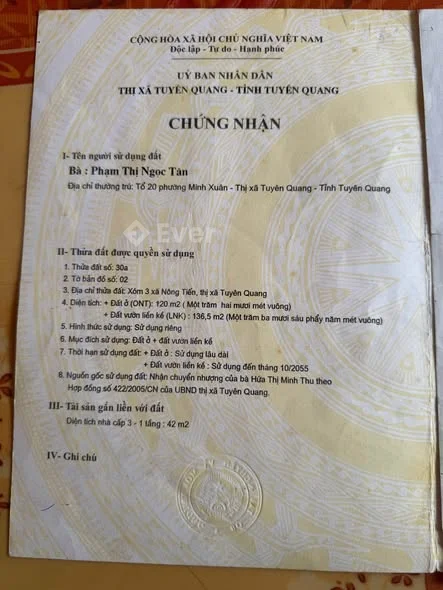 CỘNG HÒA XÃ HỘI CHỦ NGHĨA VIỆT NAM
Độc lập - Tự do - Hạnh phúc
UỶ BAN NHÂN DÂN
THỊ XÃ TUYÊN QUANG - TỈNH TUYÊN QUANG
CHỨNG NHẬN
I- Tên người sử dụng đất
Bà : Phạm Thị Ngọc Tân
Địa chỉ thường trú: Tổ 20 phường Minh Xuân - Thị xã Tuyên Quang - Tỉnh Tuyên Quang
Ever
II- Thửa đất được quyền sử dụng
1. Thửa đất số: 30a
2. Tờ bản đồ số: 02
3. Địa chỉ thửa đất: Xóm 3 xã Nông Tiến, thị xã Tuyên Quang
4. Diện tích: + Đất ở (ONT): 120 m2 (Một trăm hai mươi mét vuông)
+ Đất vườn liền kề (LNK) : 136,5 m2 (Một trăm ba mươi sáu phẩy năm mét vuông)
5. Hình thức sử dụng: Sử dụng riêng
6. Mục đích sử dụng: Đất ở + đất vườn liền kề
7. Thời hạn sử dụng đất: + Đất ở : Sử dụng lâu dài
+ Đất vườn liền kề : Sử dụng đến tháng 10/2055
8. Nguồn gốc sử dụng đất: Nhận chuyển nhượng của bà Hứa Thị Minh Thu theo
Hợp đồng số 422/2005/CN của UBND thị xã Tuyên Quang.
III- Tài sản gắn liền với đất
Diện tích nhà cấp 3 - 1 tầng : 42 m2
IV- Ghi chú